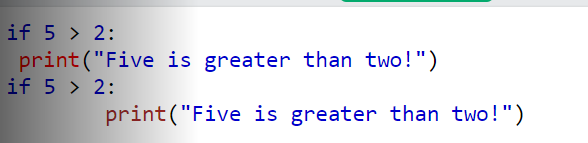 if 5 > 2:
 print("Five is greater than two!")
if 5 > 2:
        print("Five is greater than two!")